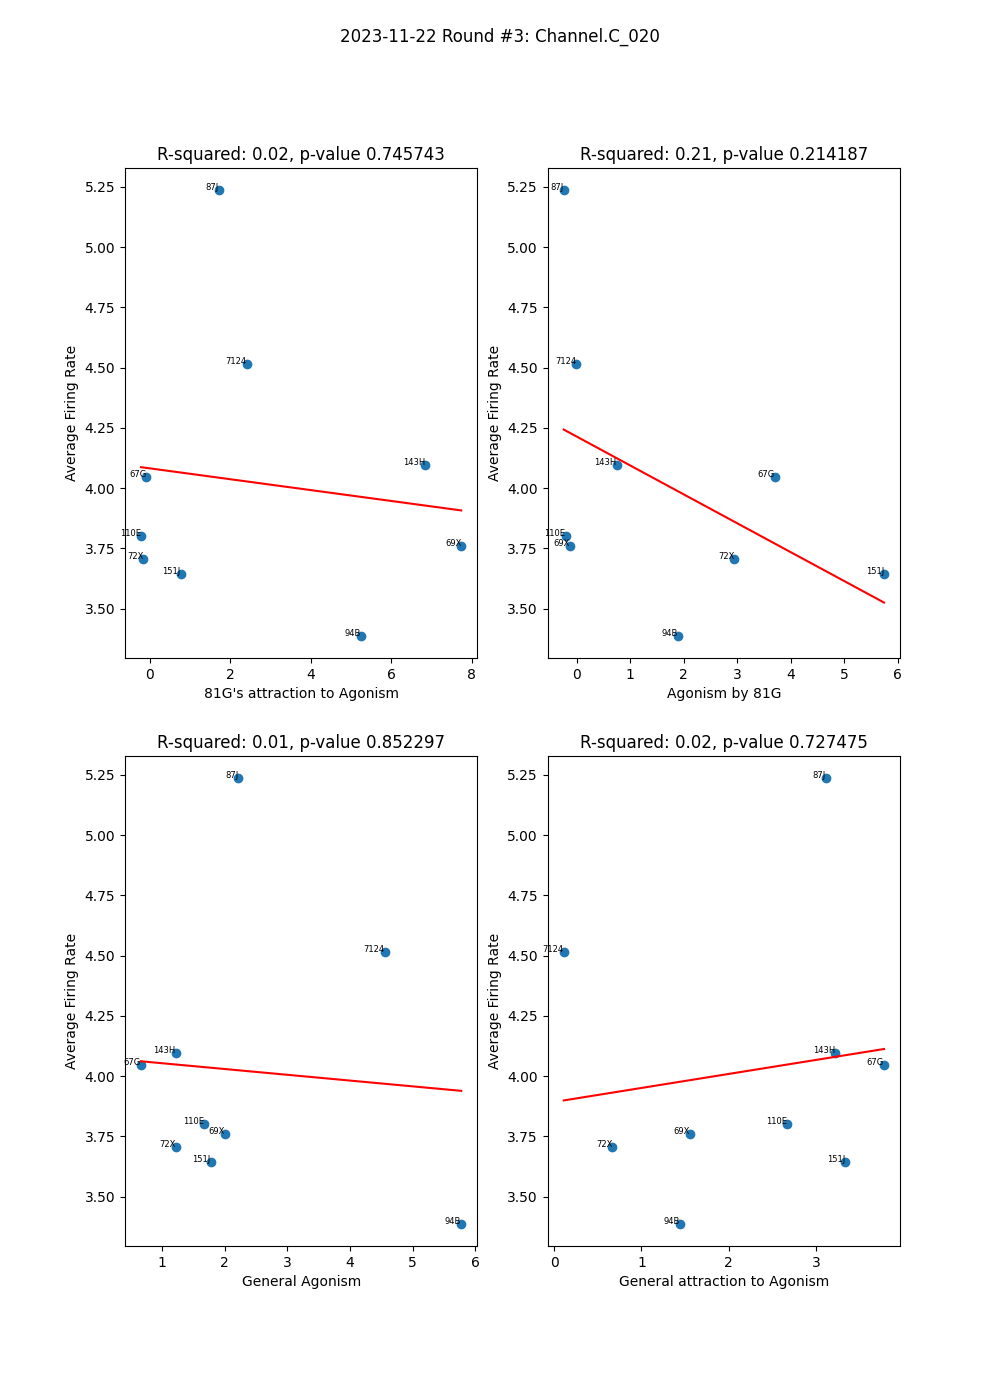 2023-11-22 Round #3: Channel.C_020
R-squared: 0.02, p-value 0.745743
5.25
5.00
4.75
4.50
4.25
4.00
3.75
3.50
Average Firing Rate
87J
7124
143H
67G
110E
69X
72X
151J
94B
0 2 4 6 8
81G's attraction to Agonism
R-squared: 0.21, p-value 0.214187
5.25
5.00
4.75
4.50
4.25
4.00
3.75
3.50
Average Firing Rate
87J
7124
143H
67G
110E
69X
72X
151J
94B
0 1 2 3 4 5 6
Agonism by 81G
R-squared: 0.01, p-value 0.852297
5.25
5.00
4.75
4.50
4.25
4.00
3.75
3.50
Average Firing Rate
87J
7124
143H
67G
110E
69X
72X
151J
94B
1 2 3 4 5 6
General Agonism
R-squared: 0.02, p-value 0.727475
5.25
5.00
4.75
4.50
4.25
4.00
3.75
3.50
Average Firing Rate
87J
7124
143H
67G
110E
69X
72X
151J
94B
0 1 2 3
General attraction to Agonism